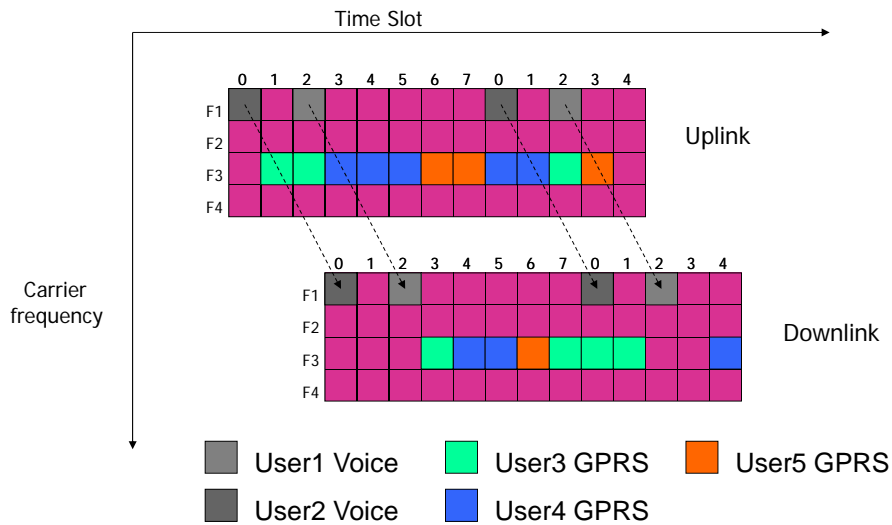 Time Slot
0 1 2 3 4 5 6 7 0 1 2 3 4
F1
F2
F3
F4
Uplink
Carrier
frequency
0 1 2 3 4 5 6 7 0 1 2 3 4
F1
F2
F3
F4
Downlink
User1 Voice User3 GPRS User5 GPRS
User2 Voice User4 GPRS